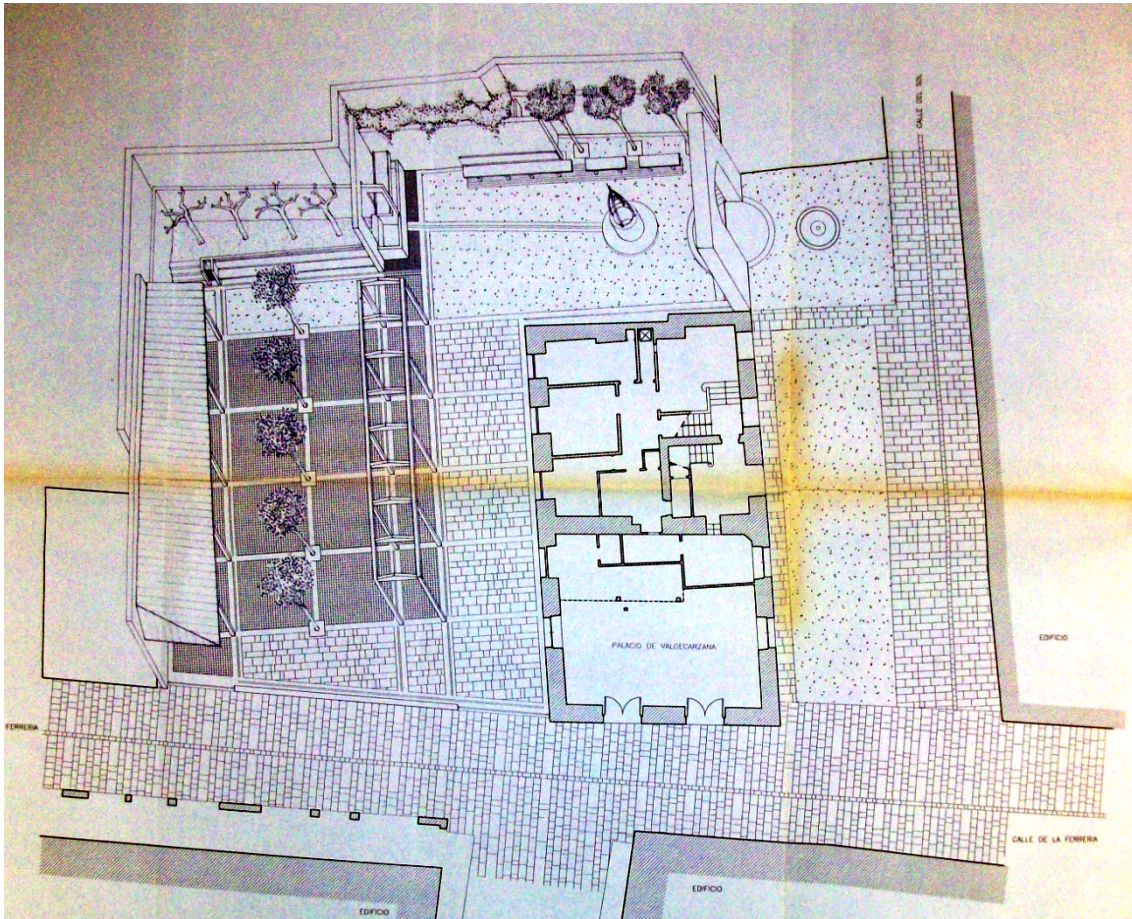 CALLE DEL SOL
PALACIO DE VALDECARZANA
EDIFICIO
FERRERIA
CALLE DE LA FERRERIA
EDIFICIO
EDIFICIO